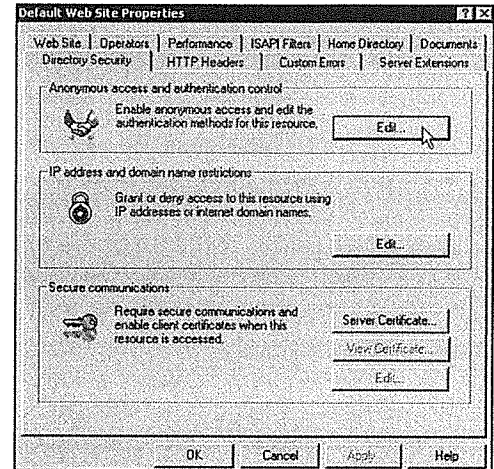 Default Web Site Properties
Web Site Operators Performance ISAPI Filters Home Directory Documents
Directory Security HTTP Headers Custom Errors Server Extensions
Anonymous access and authentication control
Enable anonymous access and edit the
authentication methods for this resource.
Edit...
IP address and domain name restrictions
Grant or deny access to this resource using
IP addresses or internet domain names.
Edit...
Secure communications
Require secure communications and
enable client certificates when this
resource is accessed.
Server Certificate...
View Certificate...
Edit...
OK Cancel Apply Help